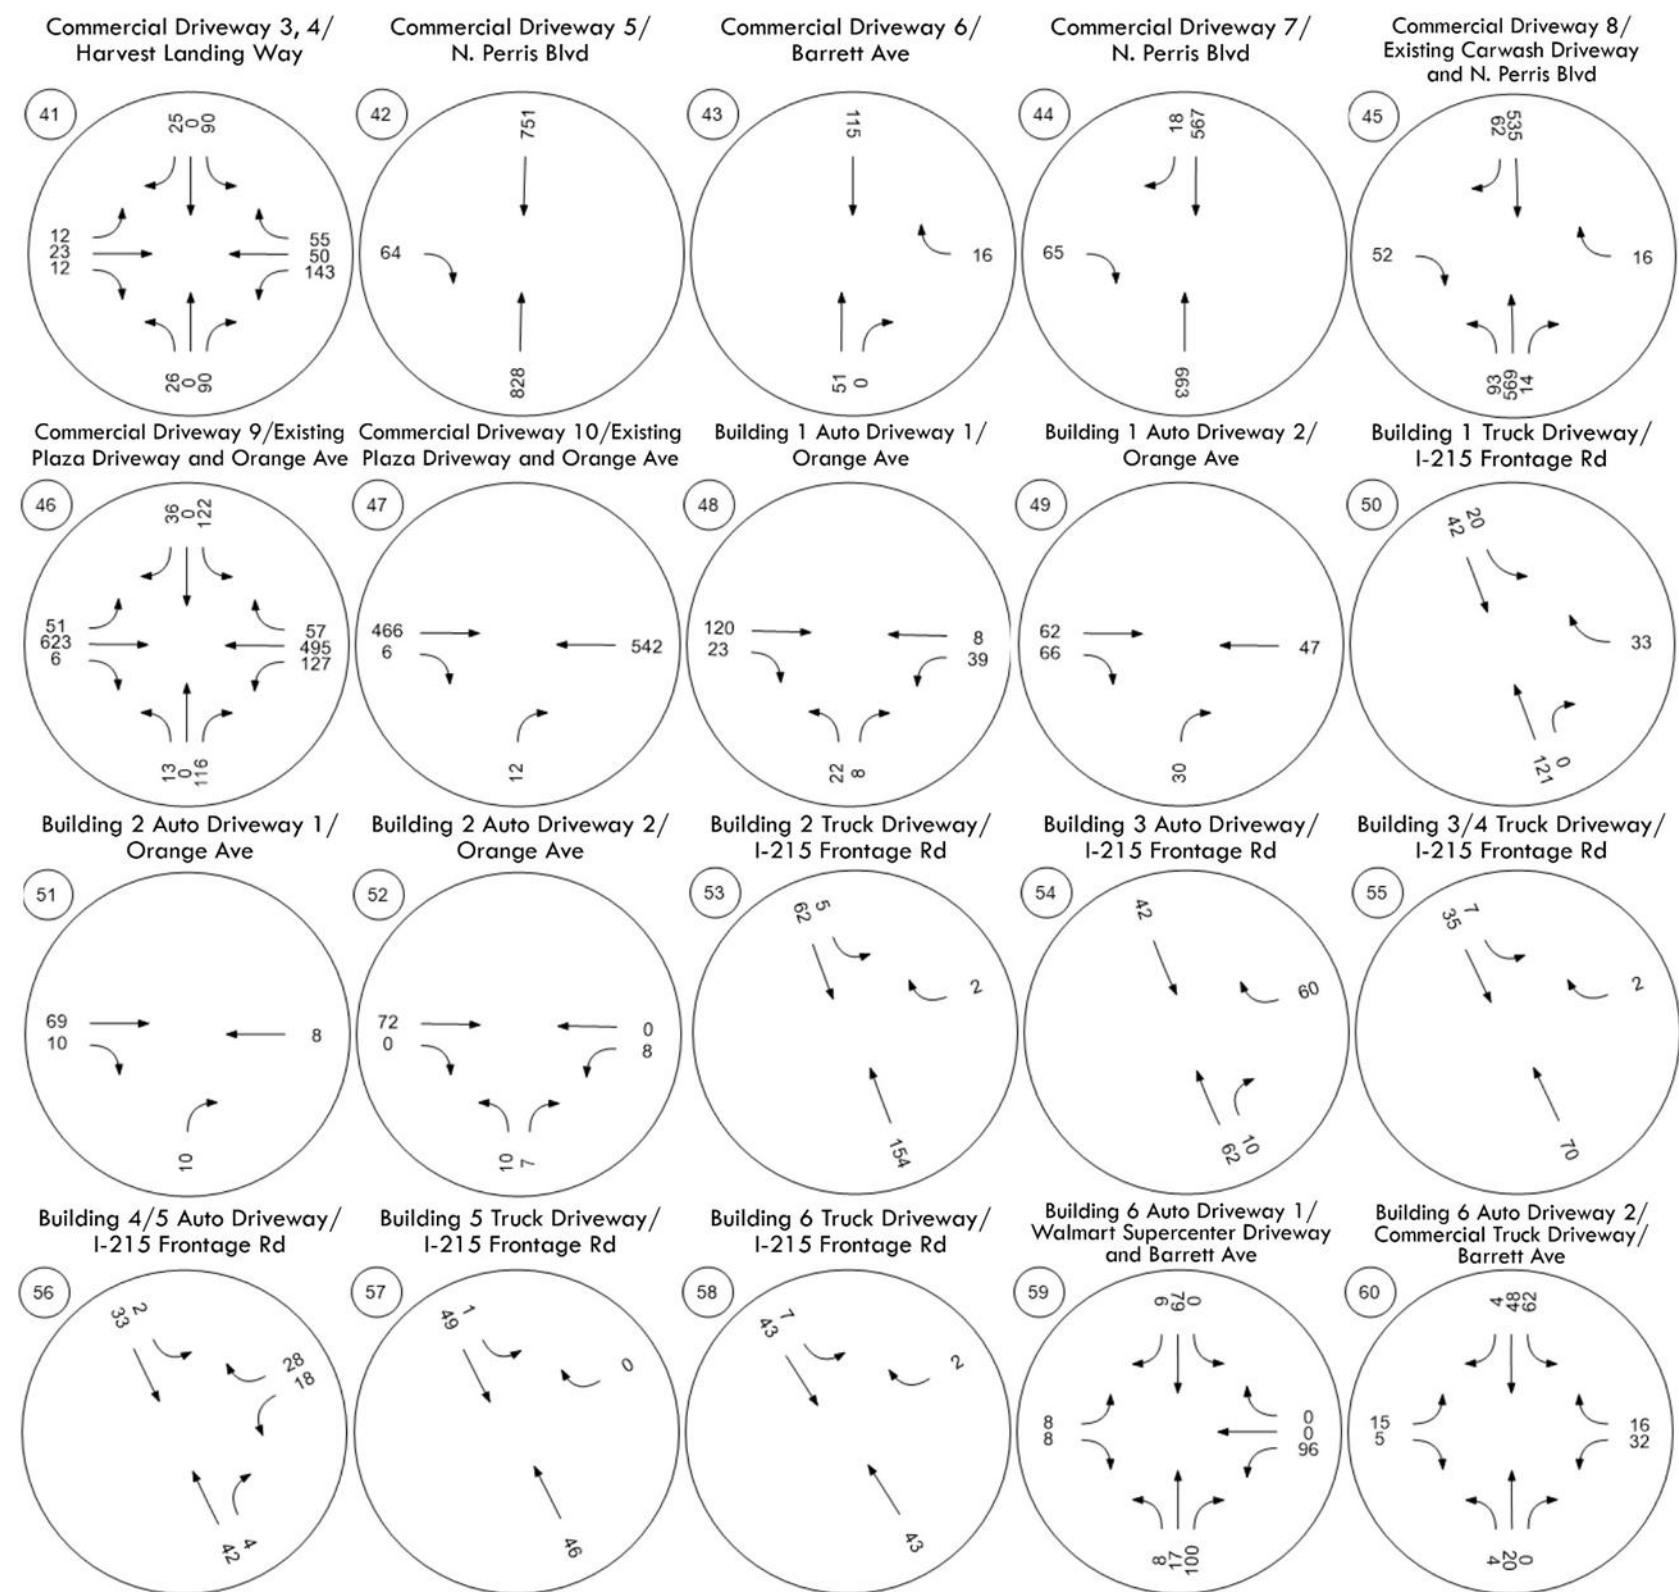 Commercial Driveway 3, 4/
Harvest Landing Way
41
25 0 90
12
23
12
55
50
143
26 0 90
Commercial Driveway 5/
N. Perris Blvd
42
751
64
828
Commercial Driveway 6/
Barrett Ave
43
115
16
51 0
Commercial Driveway 7/
N. Perris Blvd
44
18 567
65
663
Commercial Driveway 8/
Existing Carwash Driveway
and N. Perris Blvd
45
62 535
52
16
93 569 14
Commercial Driveway 9/Existing
Plaza Driveway and Orange Ave
46
36 0 122
51
623
6
57
495
127
13 0 116
Commercial Driveway 10/Existing
Plaza Driveway and Orange Ave
47
466
6
542
12
Building 1 Auto Driveway 1/
Orange Ave
48
120
23
8
39
22 8
Building 1 Auto Driveway 2/
Orange Ave
49
62
66
47
30
Building 1 Truck Driveway/
I-215 Frontage Rd
50
42 20
33
121 0
Building 2 Auto Driveway 1/
Orange Ave
51
69
10
8
10
Building 2 Auto Driveway 2/
Orange Ave
52
72
0
0
8
10 7
Building 2 Truck Driveway/
I-215 Frontage Rd
53
62 5
2
154
Building 3 Auto Driveway/
I-215 Frontage Rd
54
42
60
62 10
Building 3/4 Truck Driveway/
I-215 Frontage Rd
55
35 7
2
70
Building 4/5 Auto Driveway/
I-215 Frontage Rd
56
33 2
28
18
42 4
Building 5 Truck Driveway/
I-215 Frontage Rd
57
49 1
0
46
Building 6 Truck Driveway/
I-215 Frontage Rd
58
43 7
2
43
Building 6 Auto Driveway 1/
Walmart Supercenter Driveway
and Barrett Ave
59
9 67 0
8
8
0
0
96
8 17 100
Building 6 Auto Driveway 2/
Commercial Truck Driveway/
Barrett Ave
60
4 48 62
15
5
16
32
4 20 0